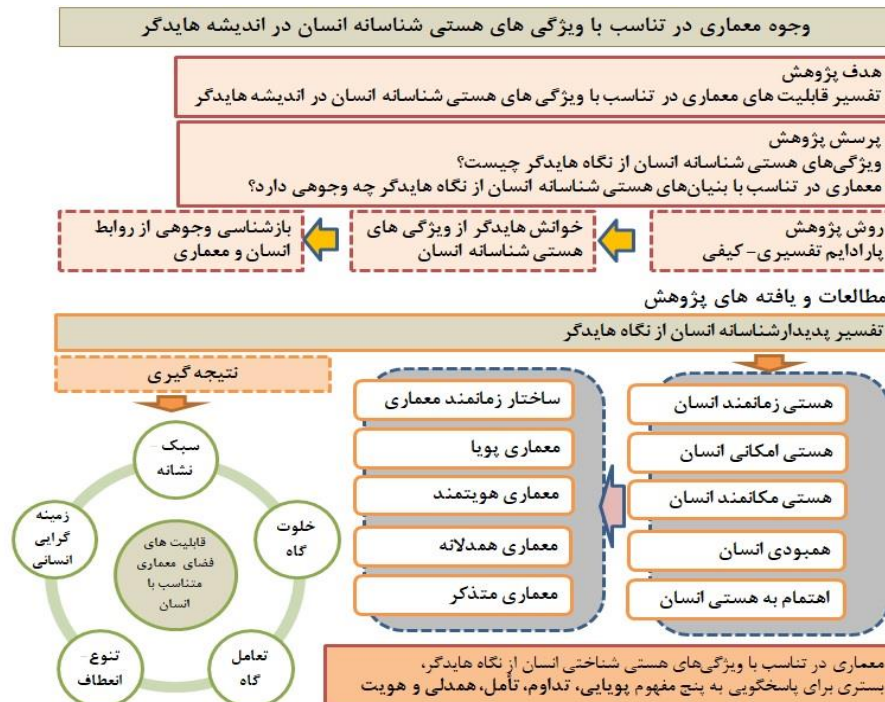 وجوه معماری در تناسب با ویژگی های هستی شناسانه انسان در اندیشه هایدگر
هدف پژوهش
تفسیر قابلیت های معماری در تناسب با ویژگی های هستی شناسانه انسان در اندیشه هایدگر
پرسش پژوهش
ویژگی‌های هستی شناسانه انسان از نگاه هایدگر چیست؟
معماری در تناسب با بنیان‌های هستی شناسانه انسان از نگاه هایدگر چه وجوهی دارد؟
روش پژوهش
پارادایم تفسیری- کیفی
خوانش هایدگر از ویژگی های
هستی شناسانه انسان
بازشناسی وجوهی از روابط
انسان و معماری
مطالعات و یافته های پژوهش
تفسیر پدیدارشناسانه انسان از نگاه هایدگر
هستی زمانمند انسان
هستی امکانی انسان
هستی مکانمند انسان
همبودی انسان
اهتمام به هستی انسان
ساختار زمانمند معماری
معماری پویا
معماری هویتمند
معماری همدلانه
معماری متذکر
نتیجه گیری
سبک –
نشانه
خلوت
گاه
تعامل
گاه
تنوع –
انعطاف
زمینه
گرایی
انسانی
قابلیت های
فضای معماری
متناسب با
انسان
معماری در تناسب با ویژگی‌های هستی شناختی انسان از نگاه هایدگر،
بستری برای پاسخگویی به پنج مفهوم پویایی، تداوم، تأمل، همدلی و هویت